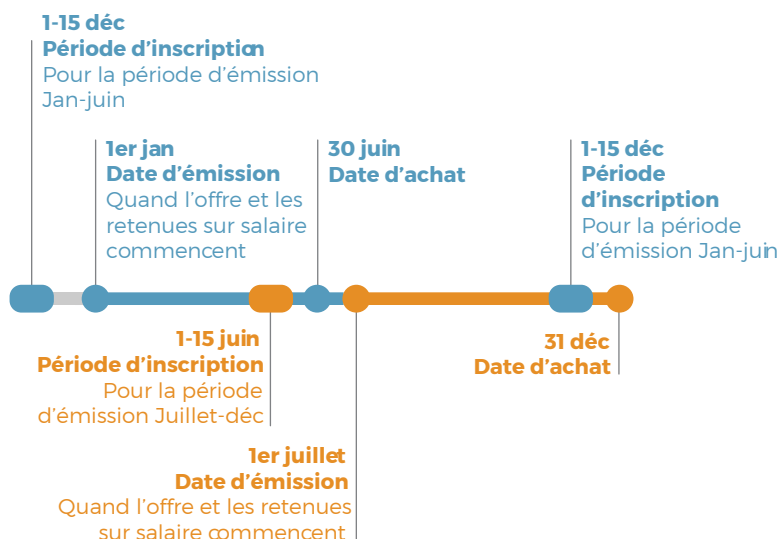 1-15 déc
Période d'inscription
Pour la période d'émission
Jan-juin
1er jan
Date d'émission
Quand l'offre et les
retenues sur salaire
commencent
30 juin
Date d'achat
1-15 déc
Période
d'inscription
Pour la période
d'émission Jan-juin
1-15 juin
Période d'inscription
Pour la période
d'émission Juillet-déc
31 déc
Date d'achat
1er juillet
Date d'émission
Quand l'offre et les retenues
sur salaire commencent